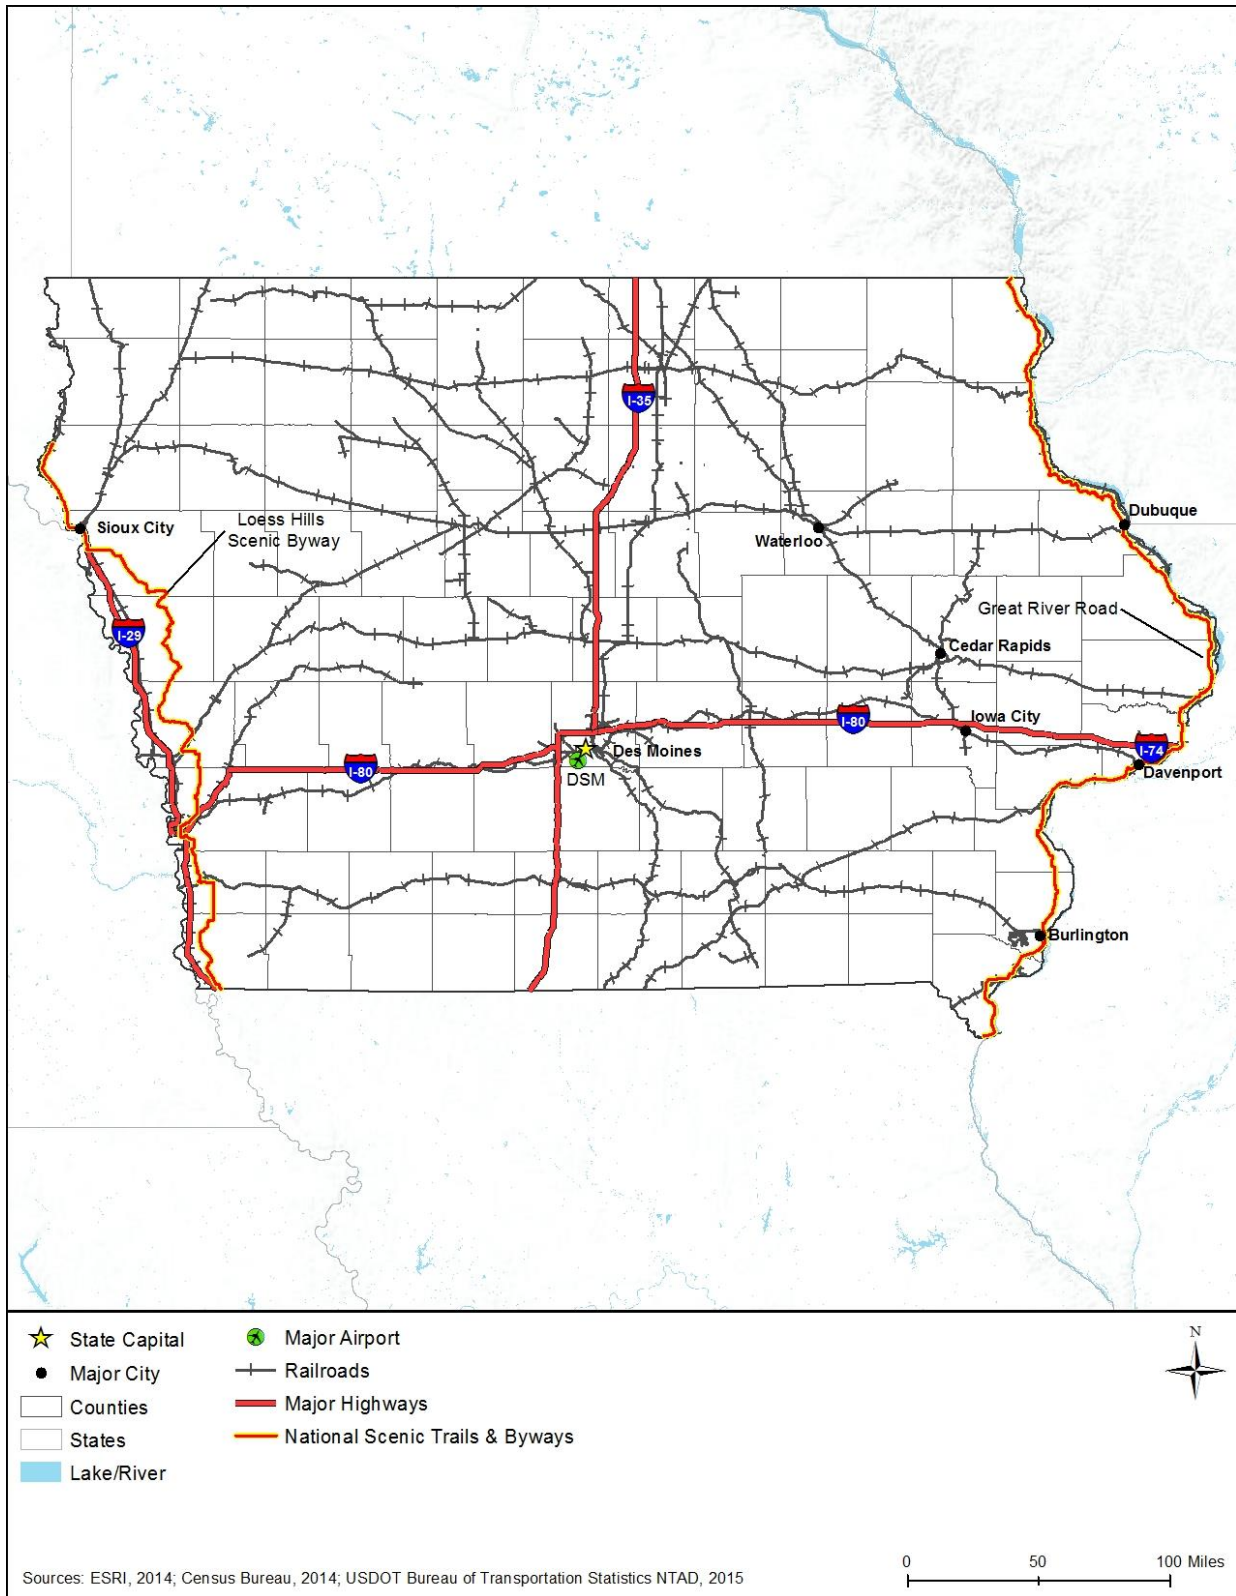 I-35
Sioux City
Loess Hills
Scenic Byway
Waterloo
Dubuque
Great River Road
I-29
Cedar Rapids
Iowa City
I-80
I-74
Des Moines
I-80
DSM
Davenport
Burlington
State Capital
Major Airport
Major City
Railroads
Counties
Major Highways
States
National Scenic Trails & Byways
Lake/River
N
0 50 100 Miles
Sources: ESRI, 2014; Census Bureau, 2014; USDOT Bureau of Transportation Statistics NTAD, 2015